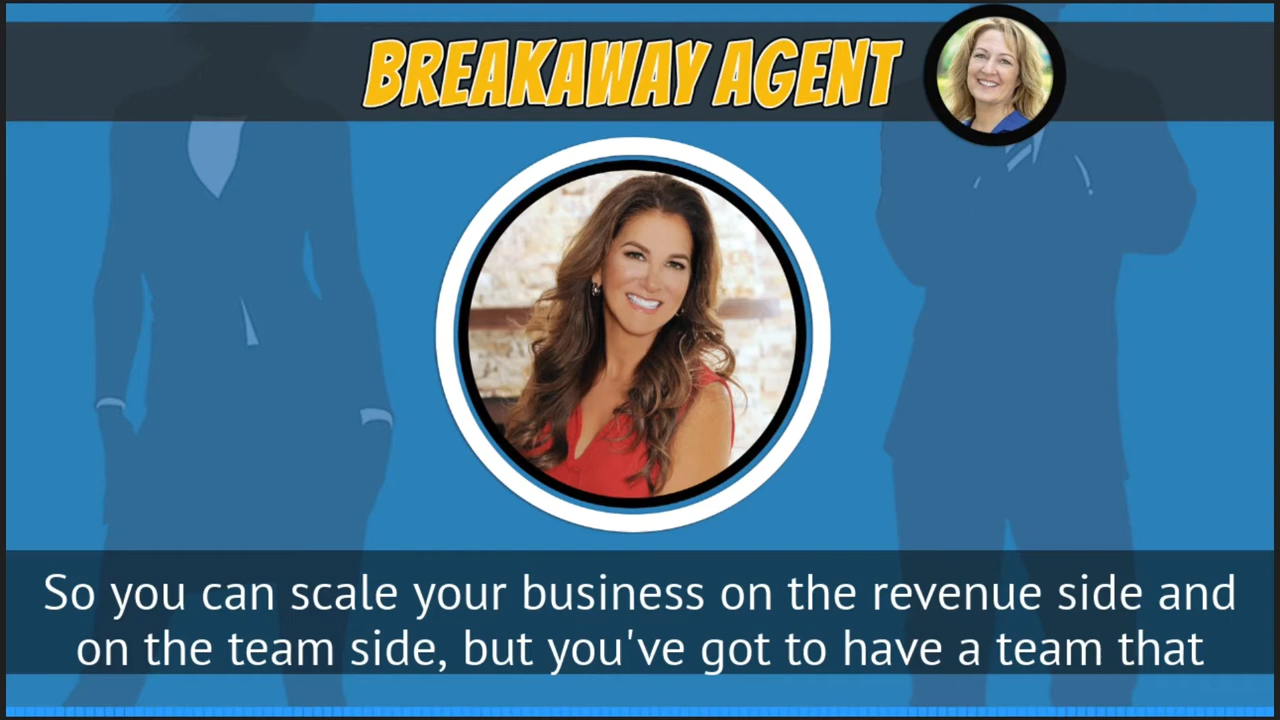 BREAKAWAY AGENT
So you can scale your business on the revenue side and
on the team side, but you've got to have a team that